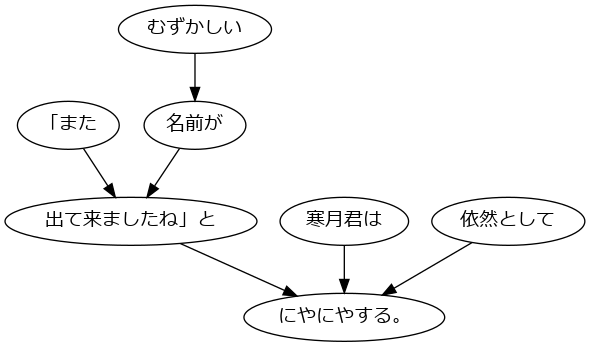 むずかしい
「また
名前が
出て来ましたね」と
寒月君は
依然として
にやにやする。